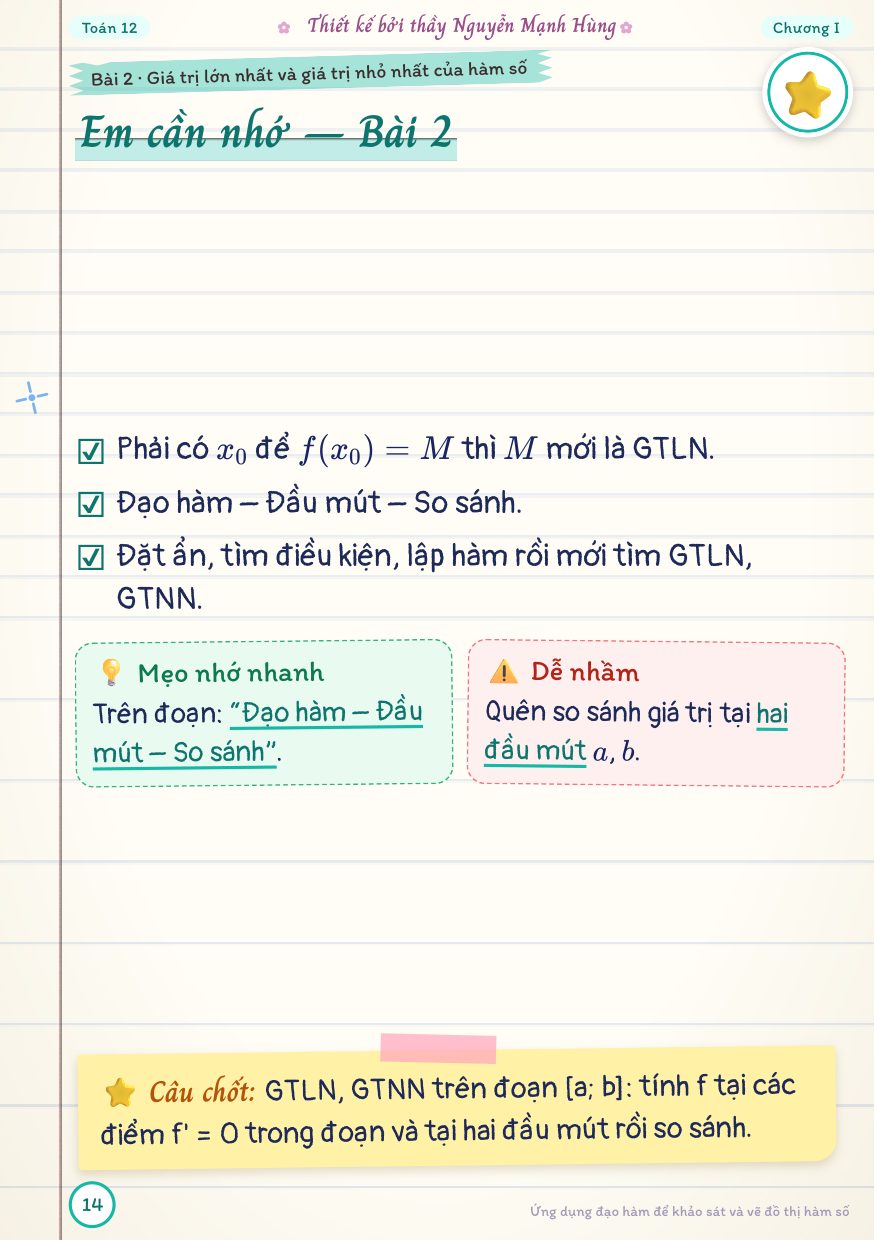 Toán 12
Thiết kế bởi thầy Nguyễn Mạnh Hùng
Chương I
Bài 2 · Giá trị lớn nhất và giá trị nhỏ nhất của hàm số
Em cần nhớ — Bài 2
☑ Phải có x₀ để f(x₀) = M thì M mới là GTLN.
☑ Đạo hàm – Đầu mút – So sánh.
☑ Đặt ẩn, tìm điều kiện, lập hàm rồi mới tìm GTLN,
GTNN.
💡 Mẹo nhớ nhanh
Trên đoạn: “Đạo hàm – Đầu
mút – So sánh”.
⚠️ Dễ nhầm
Quên so sánh giá trị tại hai
đầu mút a, b.
Câu chốt: GTLN, GTNN trên đoạn [a; b]: tính f tại các
điểm f' = 0 trong đoạn và tại hai đầu mút rồi so sánh.
14
Ứng dụng đạo hàm để khảo sát và vẽ đồ thị hàm số